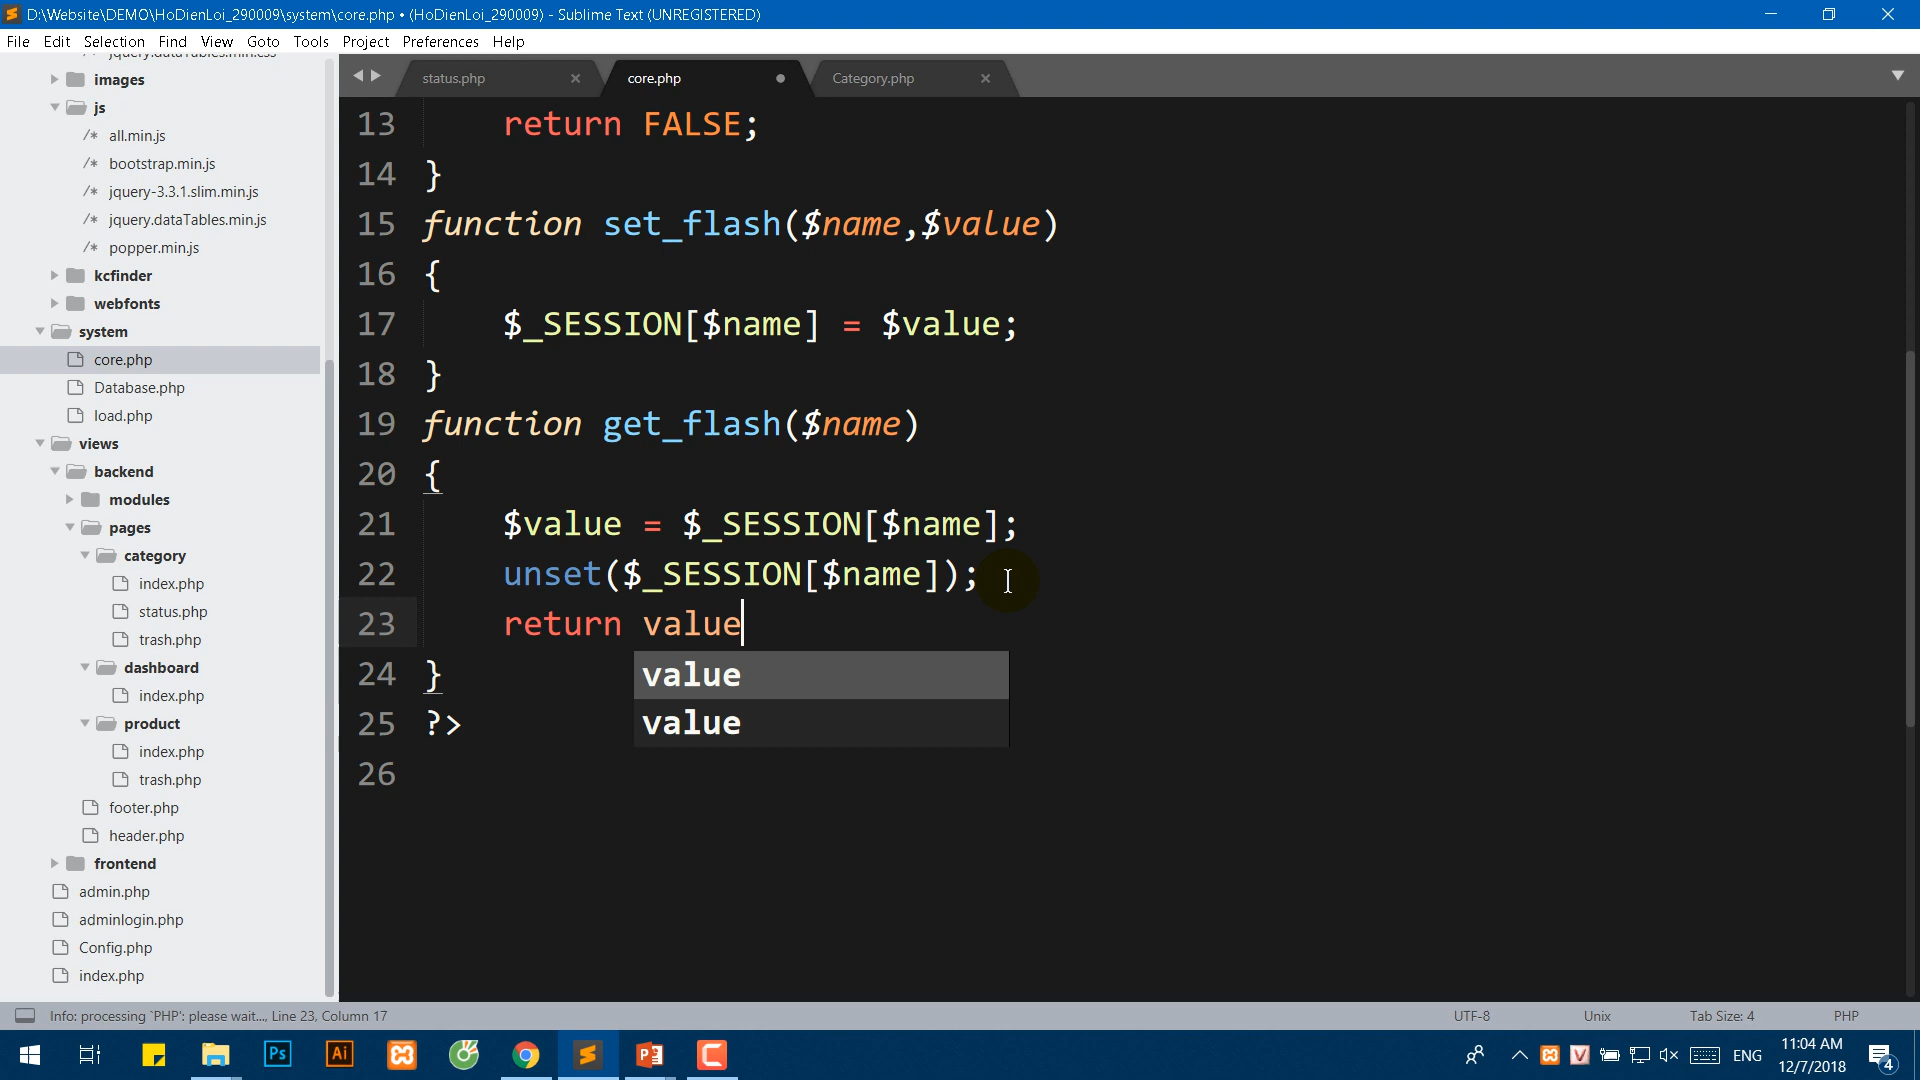 D:\Website\DEMO\HoDienLoi_290009\system\core.php • (HoDienLoi_290009) - Sublime Text (UNREGISTERED)
File Edit Selection Find View Goto Tools Project Preferences Help
jquery.dataTables.min.css
images
js
/* all.min.js
/* bootstrap.min.js
/* jquery-3.3.1.slim.min.js
/* jquery.dataTables.min.js
/* popper.min.js
kcfinder
webfonts
system
core.php
Database.php
load.php
views
backend
modules
pages
category
index.php
status.php
trash.php
dashboard
index.php
product
index.php
trash.php
footer.php
header.php
frontend
admin.php
adminlogin.php
Config.php
index.php
status.php core.php Category.php
13 return FALSE;
14 }
15 function set_flash($name,$value)
16 {
17 $_SESSION[$name] = $value;
18 }
19 function get_flash($name)
20 {
21 $value = $_SESSION[$name];
22 unset($_SESSION[$name]);
23 return value
24 }
value
25 ?>
value
26
Info: processing `PHP': please wait..., Line 23, Column 17 UTF-8 Unix Tab Size: 4 PHP
Ps Ai ENG 11:04 AM
12/7/2018 4